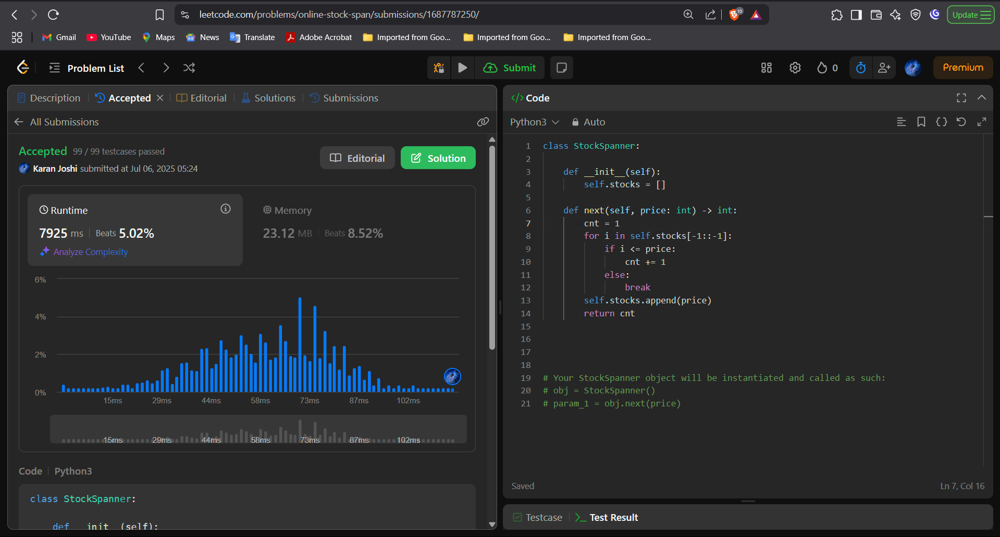 leetcode.com/problems/online-stock-span/submissions/1687787250/
10
Update
Gmail
YouTube
Maps
News
Translate
Adobe Acrobat
Imported from Goo...
Imported from Goo...
Imported from Goo...
Problem List
Submit
0
Premium
Description
Accepted
Editorial
Solutions
Submissions
All Submissions
Accepted 99 / 99 testcases passed
Karan Joshi submitted at Jul 06, 2025 05:24
Editorial
Solution
Runtime
7925 ms Beats 5.02%
Analyze Complexity
Memory
23.12 MB Beats 8.52%
6%
4%
2%
0%
15ms 29ms 44ms 58ms 73ms 87ms 102ms
15ms 29ms 44ms 58ms 73ms 87ms 102ms
Code Python3
class StockSpanner:
def __init__(self):
Code
Python3 Auto
1 class StockSpanner:
2
3 def __init__(self):
4 self.stocks = []
5
6 def next(self, price: int) -> int:
7 cnt = 1
8 for i in self.stocks[-1::-1]:
9 if i <= price:
10 cnt += 1
11 else:
12 break
13 self.stocks.append(price)
14 return cnt
15
16
17
18
19 # Your StockSpanner object will be instantiated and called as such:
20 # obj = StockSpanner()
21 # param_1 = obj.next(price)
Saved
Ln 7, Col 16
Testcase
Test Result